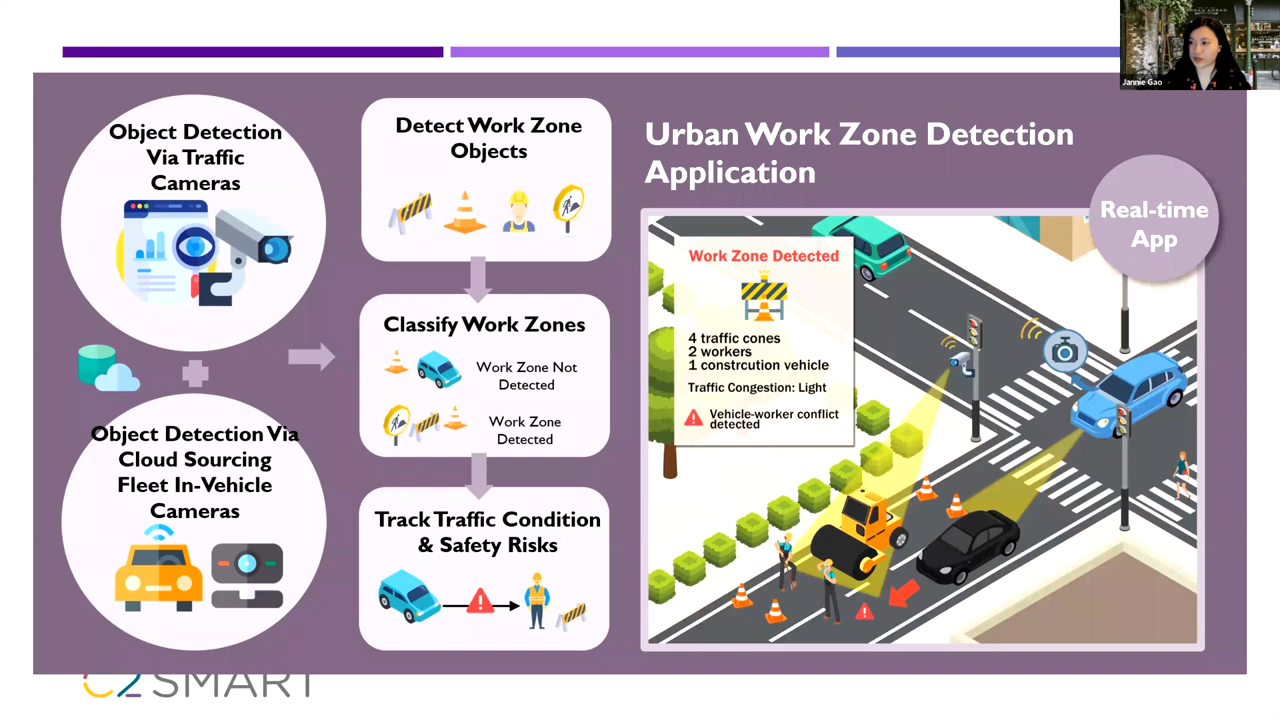 Jannie Gao
Object Detection
Via Traffic
Cameras
Object Detection Via
Cloud Sourcing
Fleet In-Vehicle
Cameras
Detect Work Zone
Objects
Classify Work Zones
Work Zone Not
Detected
Work Zone
Detected
Track Traffic Condition
& Safety Risks
Urban Work Zone Detection
Application
Real-time
App
Work Zone Detected
4 traffic cones
2 workers
1 constrcution vehicle
Traffic Congestion: Light
Vehicle-worker conflict
detected
C2SMART